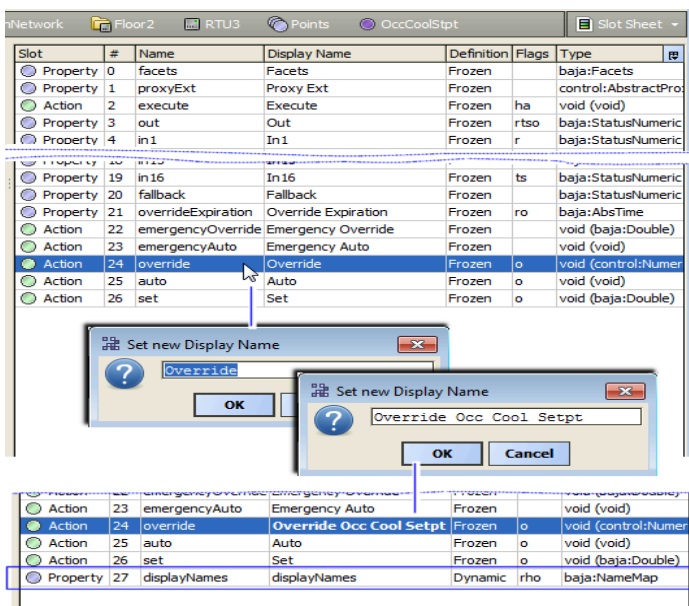 nNetwork Floor2 RTU3 Points OccCoolStpt Slot Sheet
Slot # Name Display Name Definition Flags Type
Property 0 facets Facets Frozen baja:Facets
Property 1 proxyExt Proxy Ext Frozen control:AbstractPro
Action 2 execute Execute Frozen ha void (void)
Property 3 out Out Frozen rtso baja:StatusNumeric
Property 4 in1 In1 Frozen r baja:StatusNumeric
Property 19 in16 In16 Frozen ts baja:StatusNumeric
Property 20 fallback Fallback Frozen baja:StatusNumeric
Property 21 overrideExpiration Override Expiration Frozen ro baja:AbsTime
Action 22 emergencyOverride Emergency Override Frozen void (baja:Double)
Action 23 emergencyAuto Emergency Auto Frozen void (void)
Action 24 override Override Frozen o void (control:Numer
Action 25 auto Auto Frozen o void (void)
Action 26 set Set Frozen o void (baja:Double)
Set new Display Name
Override
OK
Set new Display Name
Override Occ Cool Setpt
OK Cancel
Action 23 emergencyAuto Emergency Auto Frozen void (void)
Action 24 override Override Occ Cool Setpt Frozen o void (control:Numer
Action 25 auto Auto Frozen o void (void)
Action 26 set Set Frozen o void (baja:Double)
Property 27 displayNames displayNames Dynamic rho baja:NameMap